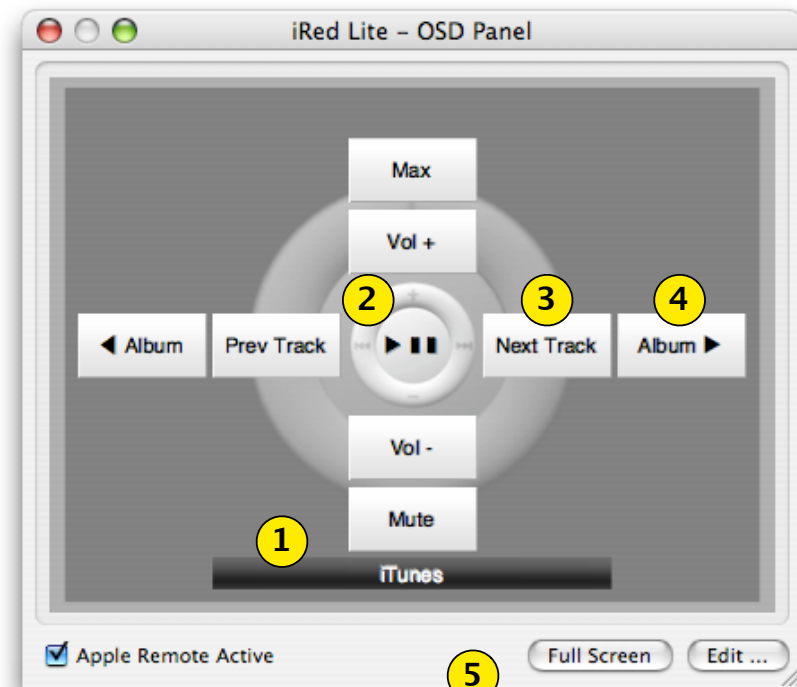 iRed Lite – OSD Panel
Max
Vol +
2
3
4
◀ Album
Prev Track
▶ ▮▮
Next Track
Album ▶
Vol -
Mute
1
iTunes
Apple Remote Active
Full Screen
Edit ...
5